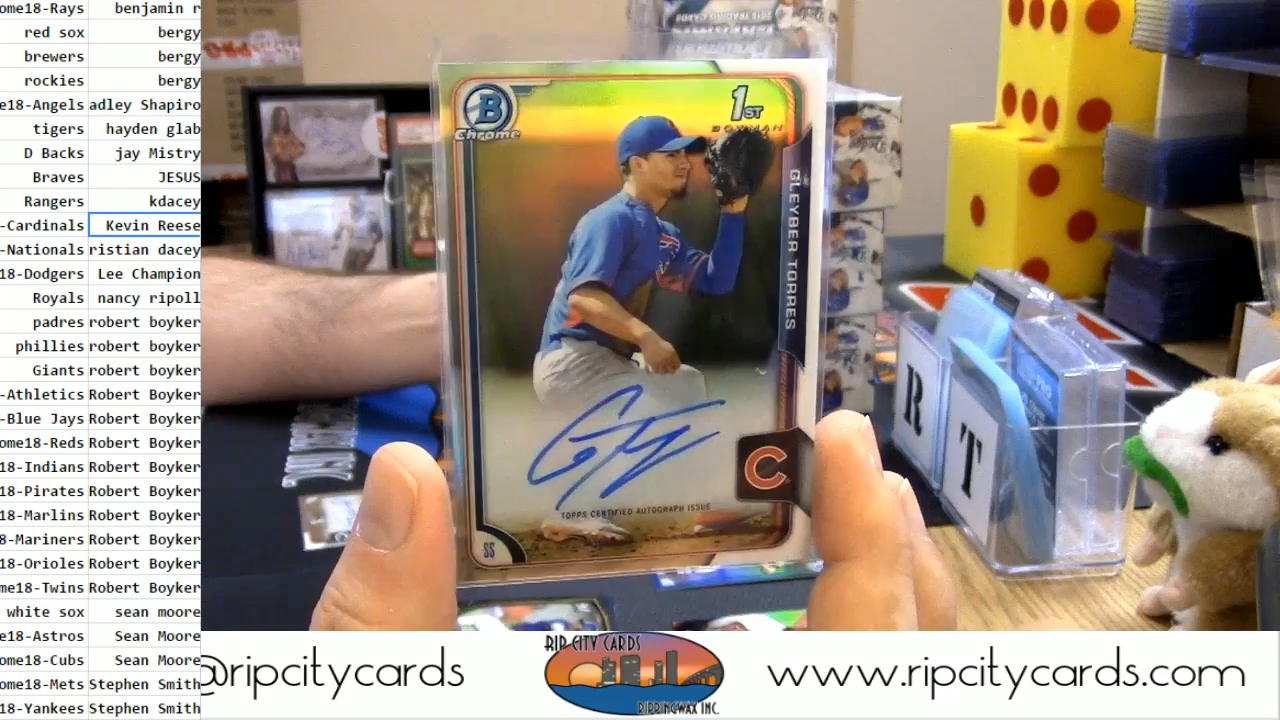 ome18-Rays benjamin r
red sox bergy
brewers bergy
rockies bergy
e18-Angels adley Shapiro
tigers hayden glab
D Backs jay Mistry
Braves JESUS
Rangers kdacey
-Cardinals Kevin Reese
-Nationals ristian dacey
18-Dodgers Lee Champion
Royals nancy ripoll
padres robert boyker
phillies robert boyker
Giants robert boyker
-Athletics Robert Boyker
-Blue Jays Robert Boyker
ome18-Reds Robert Boyker
18-Indians Robert Boyker
18-Pirates Robert Boyker
18-Marlins Robert Boyker
8-Mariners Robert Boyker
8-Orioles Robert Boyker
me18-Twins Robert Boyker
white sox sean moore
e18-Astros Sean Moore
ome18-Cubs Sean Moore
ome18-Mets Stephen Smith
8-Yankees Stephen Smith
B
Chrome
1ST
BOWMAN
GLEYBER TORRES
C
TOPPS CERTIFIED AUTOGRAPH ISSUE
SS
R
T
@ripcitycards
RIP CITY CARDS
RIPPINGWAX INC.
www.ripcitycards.com